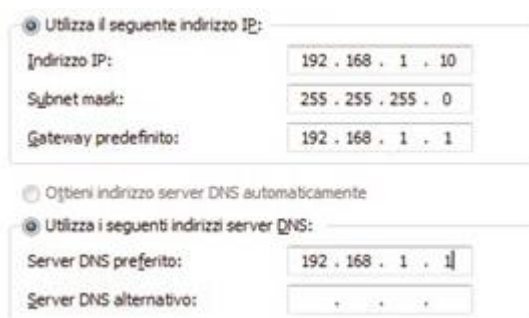 Utilizza il seguente indirizzo IP:
Indirizzo IP: 192 . 168 . 1 . 10
Subnet mask: 255 . 255 . 255 . 0
Gateway predefinito: 192 . 168 . 1 . 1
Ottieni indirizzo server DNS automaticamente
Utilizza i seguenti indirizzi server DNS:
Server DNS preferito: 192 . 168 . 1 . 1
Server DNS alternativo: . . .